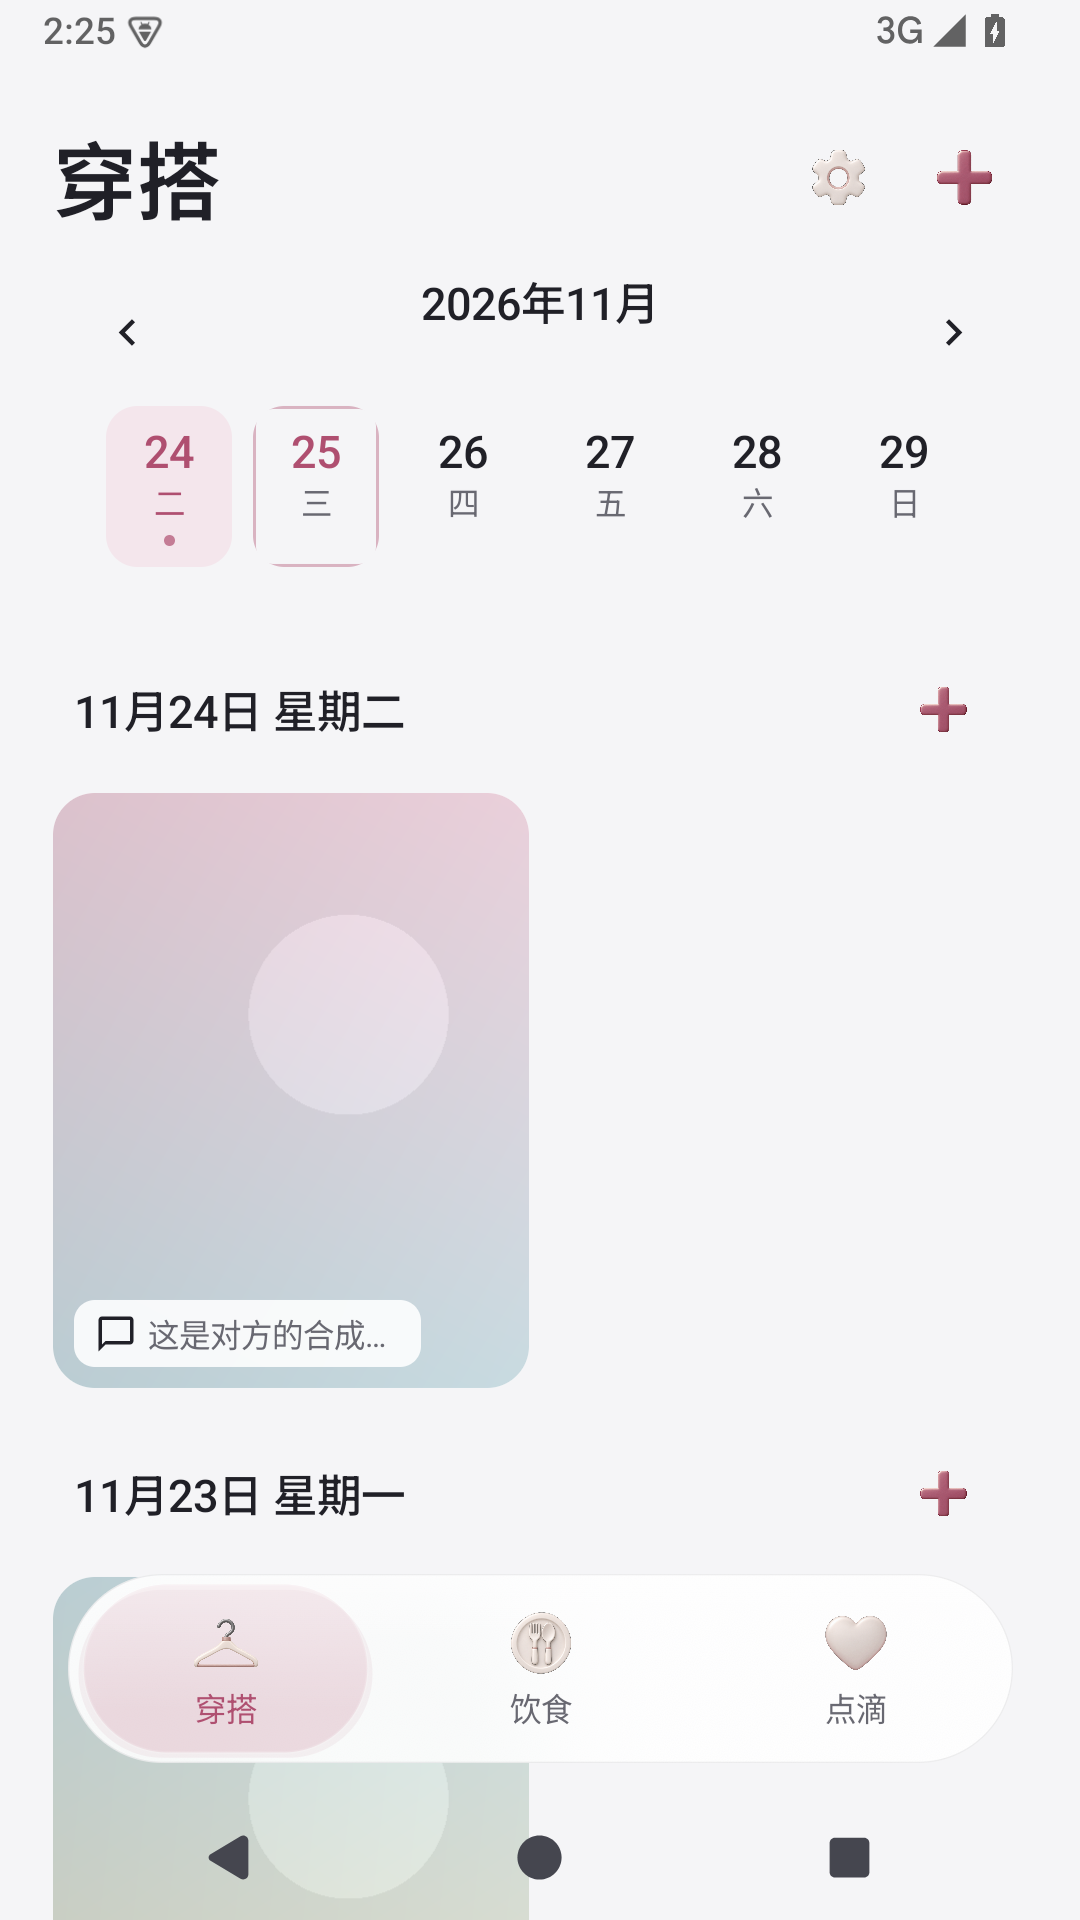 2:25
3G
穿搭
2026年11月
24 25 26 27 28 29
二 三 四 五 六 日
11月24日 星期二
这是对方的合成...
11月23日 星期一
穿搭 饮食 点滴